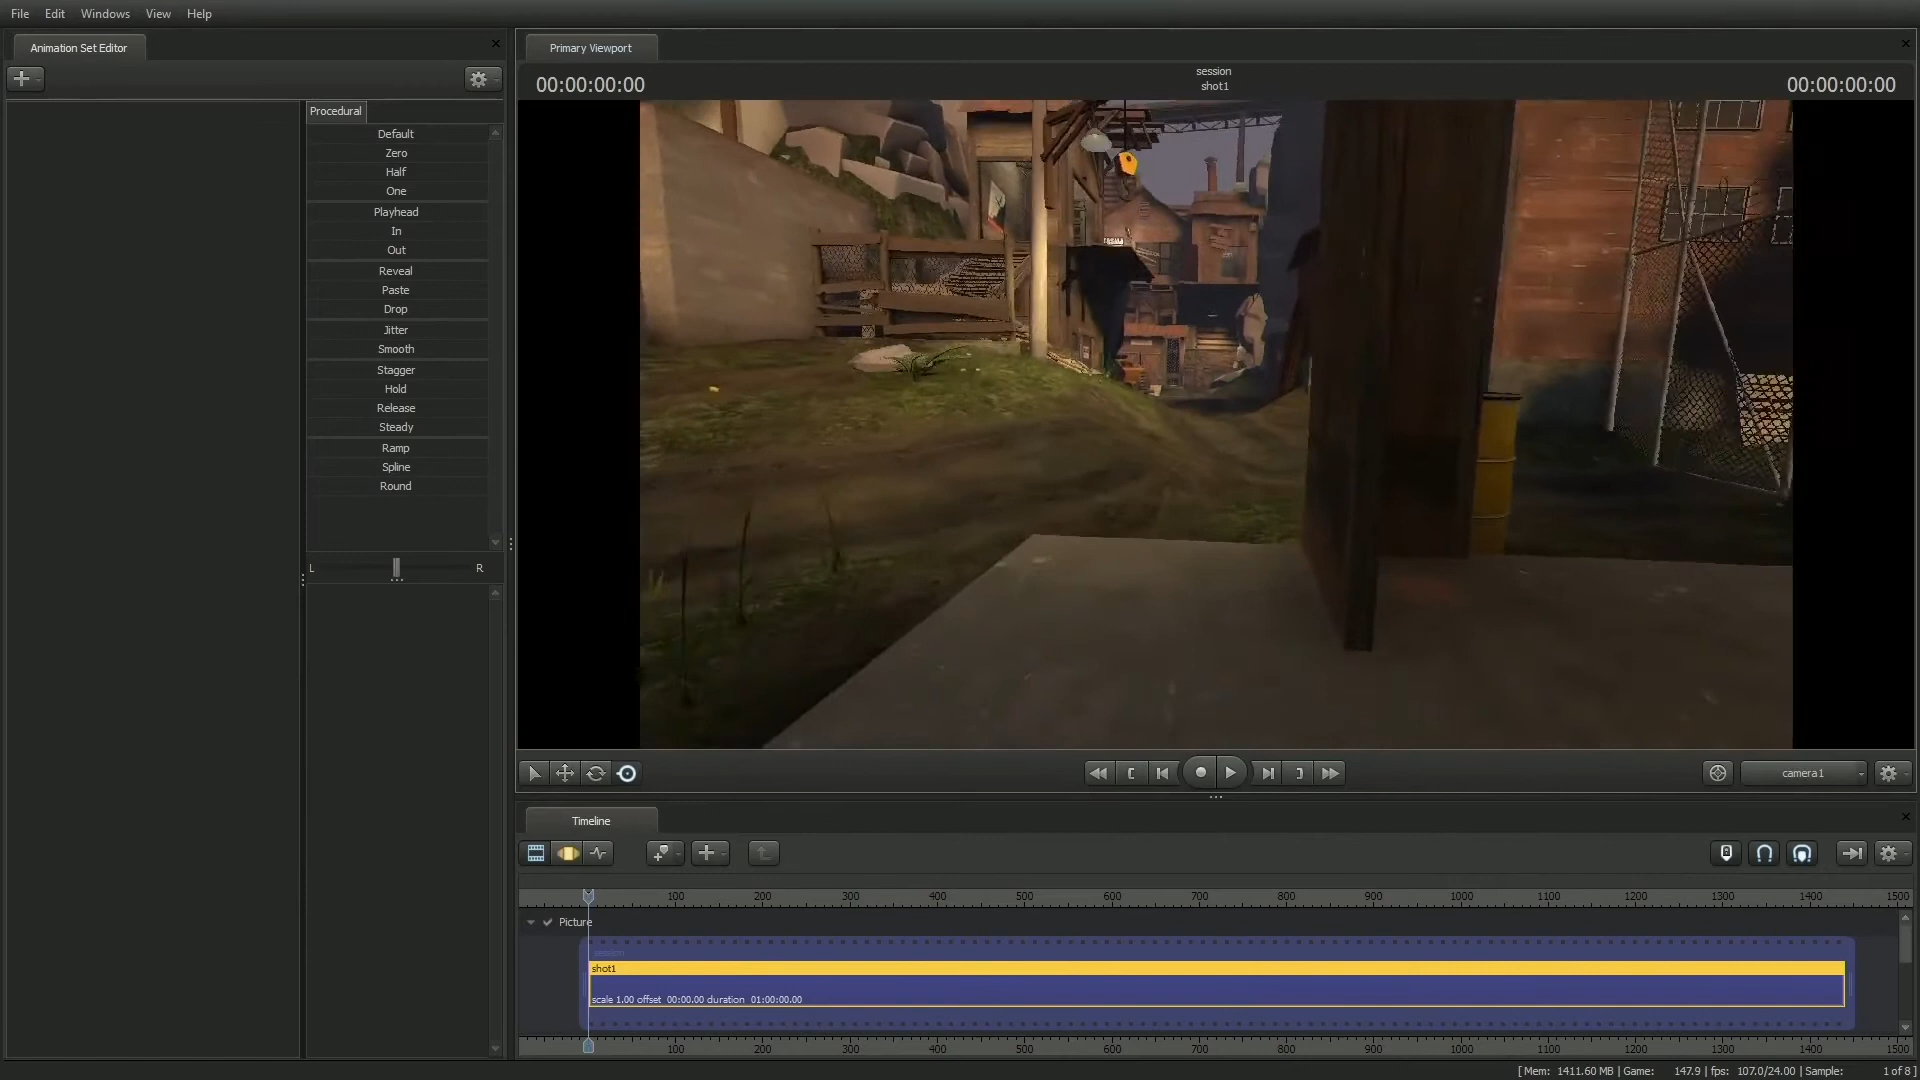 File Edit Windows View Help
Animation Set Editor
Primary Viewport
00:00:00:00
session
shot1
00:00:00:00
Procedural
Default
Zero
Half
One
Playhead
In
Out
Reveal
Paste
Drop
Jitter
Smooth
Stagger
Hold
Release
Steady
Ramp
Spline
Round
L R
camera1
Timeline
100 200 300 400 500 600 700 800 900 1000 1100 1200 1300 1400 1500
Picture
session
shot1
scale 1.00 offset 00:00.00 duration 01:00:00.00
100 200 300 400 500 600 700 800 900 1000 1100 1200 1300 1400 1500
[ Mem: 1411.60 MB | Game: 147.9 | fps: 107.0/24.00 | Sample: 1 of 8 ]